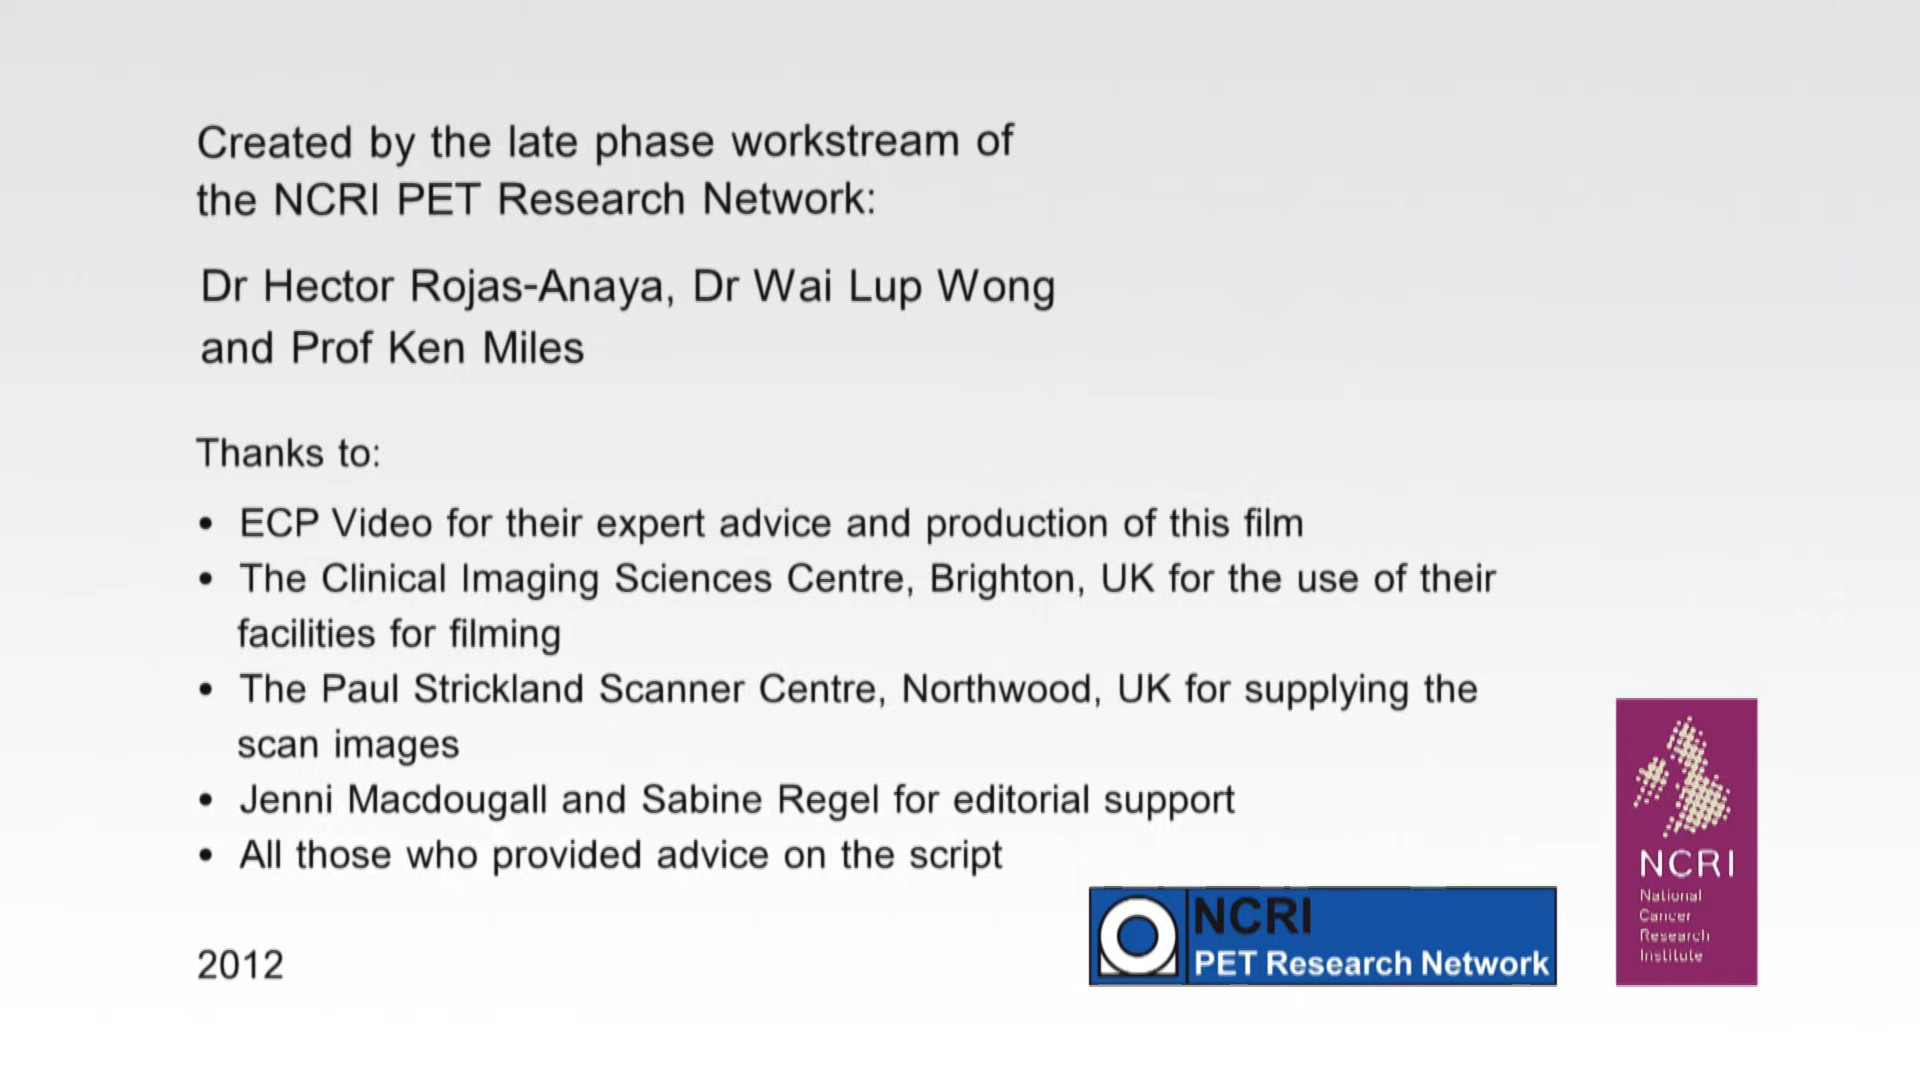 Created by the late phase workstream of
the NCRI PET Research Network:
Dr Hector Rojas-Anaya, Dr Wai Lup Wong
and Prof Ken Miles
Thanks to:
• ECP Video for their expert advice and production of this film
• The Clinical Imaging Sciences Centre, Brighton, UK for the use of their
facilities for filming
• The Paul Strickland Scanner Centre, Northwood, UK for supplying the
scan images
• Jenni Macdougall and Sabine Regel for editorial support
• All those who provided advice on the script
2012
NCRI
PET Research Network
NCRI
National
Cancer
Research
Institute